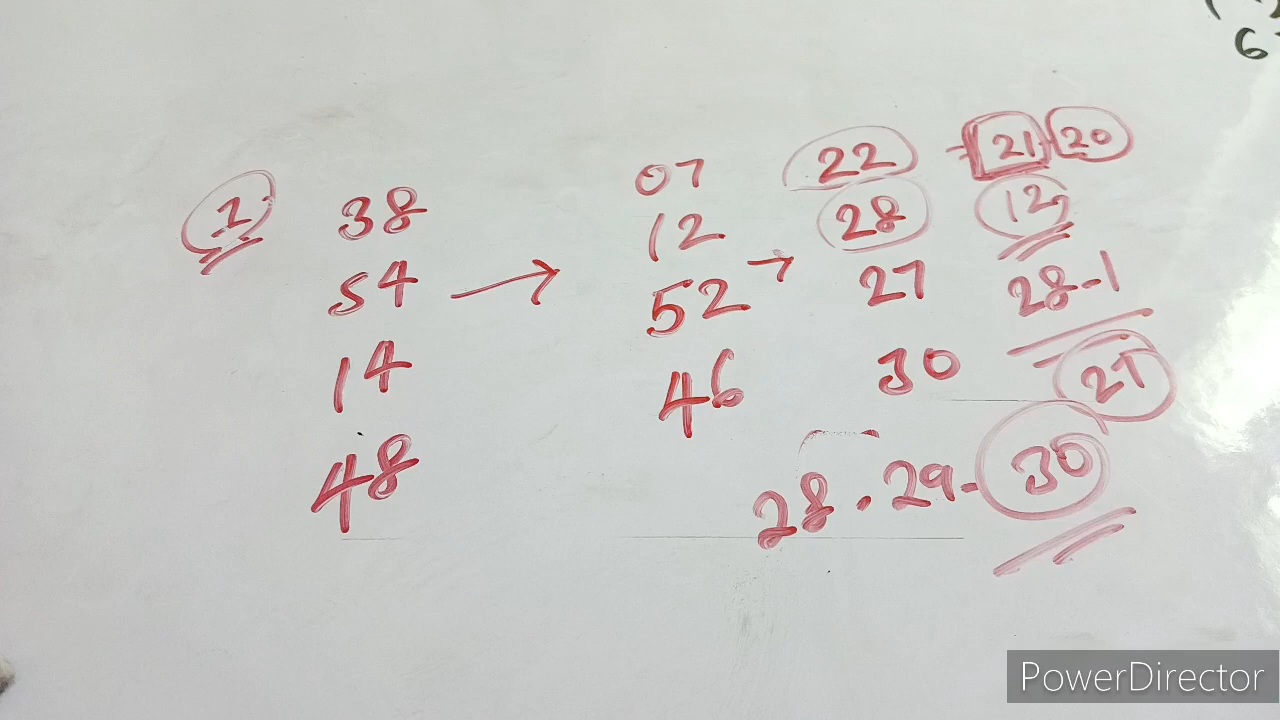 6
07 22 - 21 - 20
1 38 12 28 12
54 → 52 → 27 28-1
14 46 30 27
48 28 . 29 - 30
PowerDirector